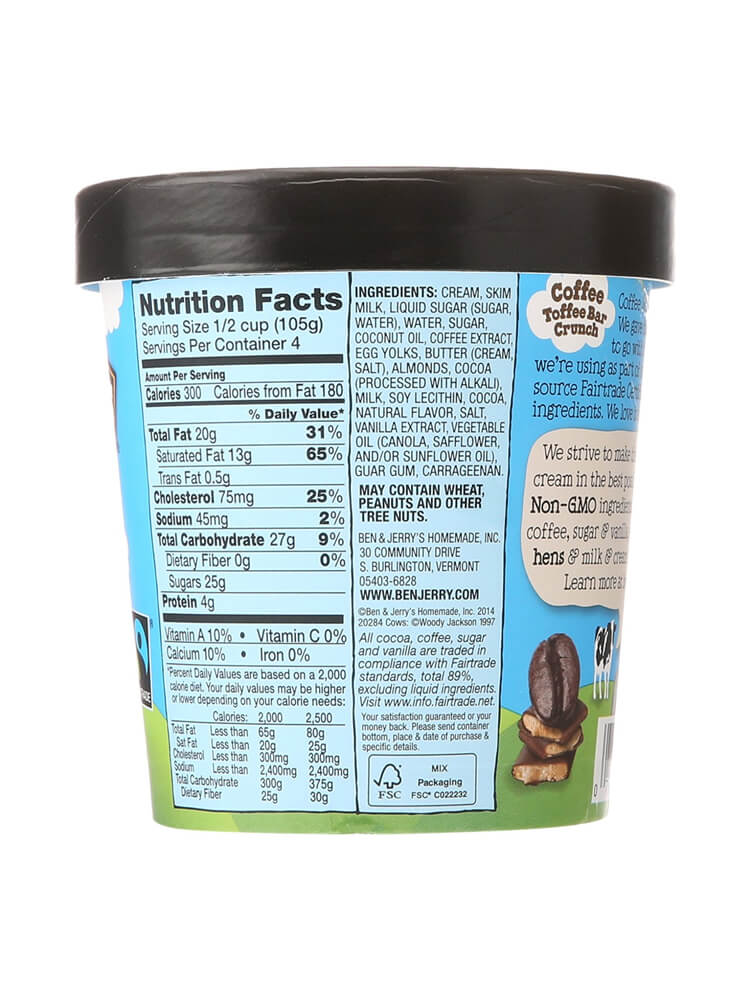 Nutrition Facts
Serving Size 1/2 cup (105g)
Servings Per Container 4
Amount Per Serving
Calories 300 Calories from Fat 180
% Daily Value*
Total Fat 20g 31%
Saturated Fat 13g 65%
Trans Fat 0.5g
Cholesterol 75mg 25%
Sodium 45mg 2%
Total Carbohydrate 27g 9%
Dietary Fiber 0g 0%
Sugars 25g
Protein 4g
Vitamin A 10% • Vitamin C 0%
Calcium 10% • Iron 0%
*Percent Daily Values are based on a 2,000
calorie diet. Your daily values may be higher
or lower depending on your calorie needs:
Calories: 2,000 2,500
Total Fat Less than 65g 80g
Sat Fat Less than 20g 25g
Cholesterol Less than 300mg 300mg
Sodium Less than 2,400mg 2,400mg
Total Carbohydrate 300g 375g
Dietary Fiber 25g 30g
INGREDIENTS: CREAM, SKIM
MILK, LIQUID SUGAR (SUGAR,
WATER), WATER, SUGAR,
COCONUT OIL, COFFEE EXTRACT,
EGG YOLKS, BUTTER (CREAM,
SALT), ALMONDS, COCOA
(PROCESSED WITH ALKALI),
MILK, SOY LECITHIN, COCOA,
NATURAL FLAVOR, SALT,
VANILLA EXTRACT, VEGETABLE
OIL (CANOLA, SAFFLOWER,
AND/OR SUNFLOWER OIL),
GUAR GUM, CARRAGEENAN.
MAY CONTAIN WHEAT,
PEANUTS AND OTHER
TREE NUTS.
BEN & JERRY'S HOMEMADE, INC.
30 COMMUNITY DRIVE
S. BURLINGTON, VERMONT
05403-6828
WWW.BENJERRY.COM
©Ben & Jerry's Homemade, Inc. 2014
20284 Cows: ©Woody Jackson 1997
All cocoa, coffee, sugar
and vanilla are traded in
compliance with Fairtrade
standards, total 89%,
excluding liquid ingredients.
Visit www.info.fairtrade.net.
Your satisfaction guaranteed or your
money back. Please send container
bottom, place & date of purchase &
specific details.
FSC
MIX
Packaging
FSC® C022232
Coffee
Toffee Bar
Crunch
Coffee
We gave
to go
we're using as part
source Fairtrade
ingredients. We love
We strive to make
cream in the best
Non-GMO
coffee, sugar &
hens & milk &
Learn more
0